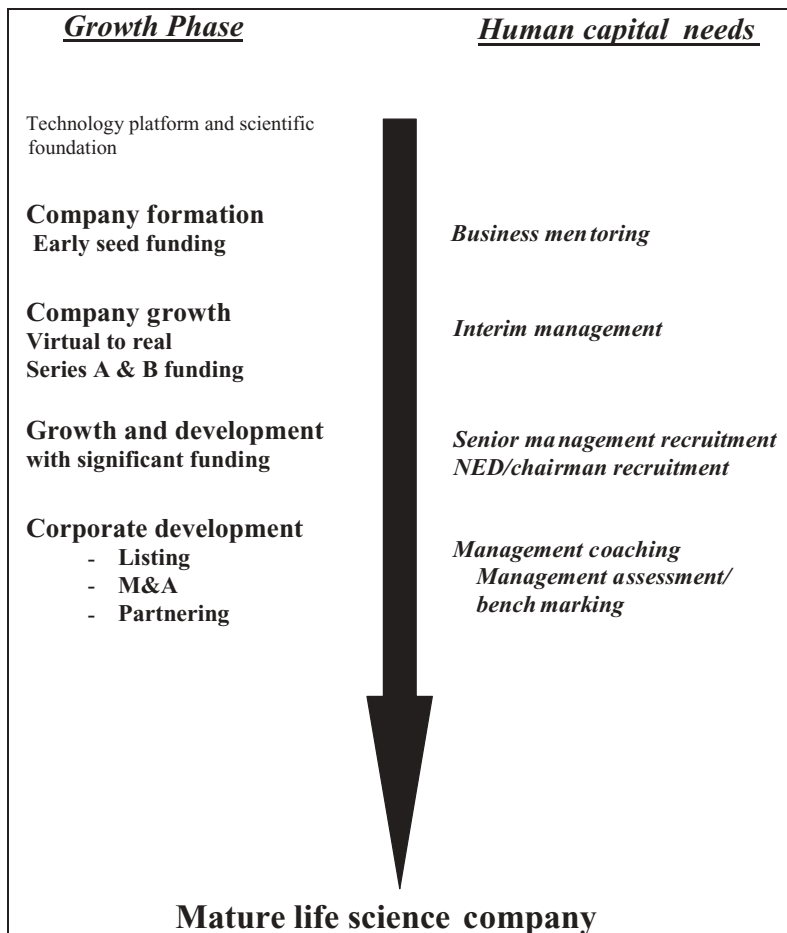 Growth Phase
Human capital needs
Technology platform and scientific
foundation
Company formation
Early seed funding
Business mentoring
Company growth
Virtual to real
Series A & B funding
Interim management
Growth and development
with significant funding
Senior management recruitment
NED/chairman recruitment
Corporate development
- Listing
- M&A
- Partnering
Management coaching
Management assessment/
bench marking
Mature life science company